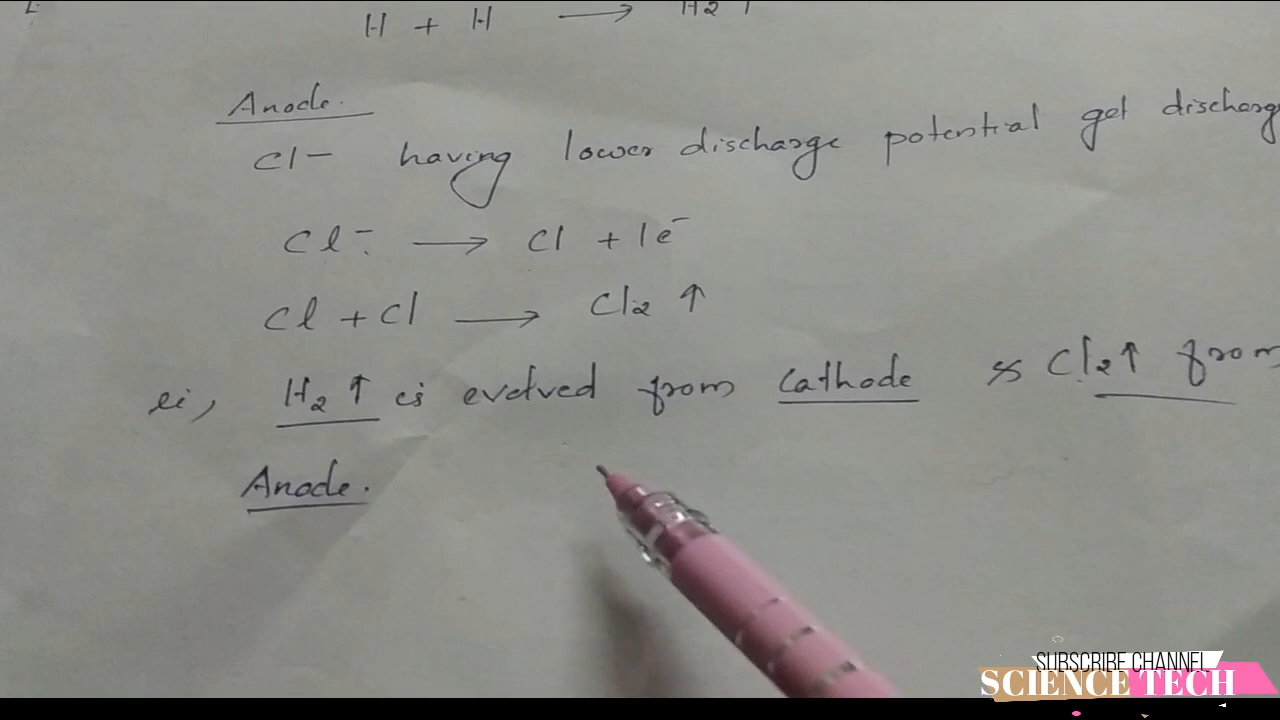 H + H ⟶ H2 ↑
Anode.
Cl− having lower discharge potential get discharg
Cl⁻ ⟶ Cl + 1e⁻
Cl + Cl ⟶ Cl2 ↑
ei, H2 ↑ is evolved from Cathode & Cl2↑ from
Anode.
SUBSCRIBE CHANNEL
SCIENCE TECH